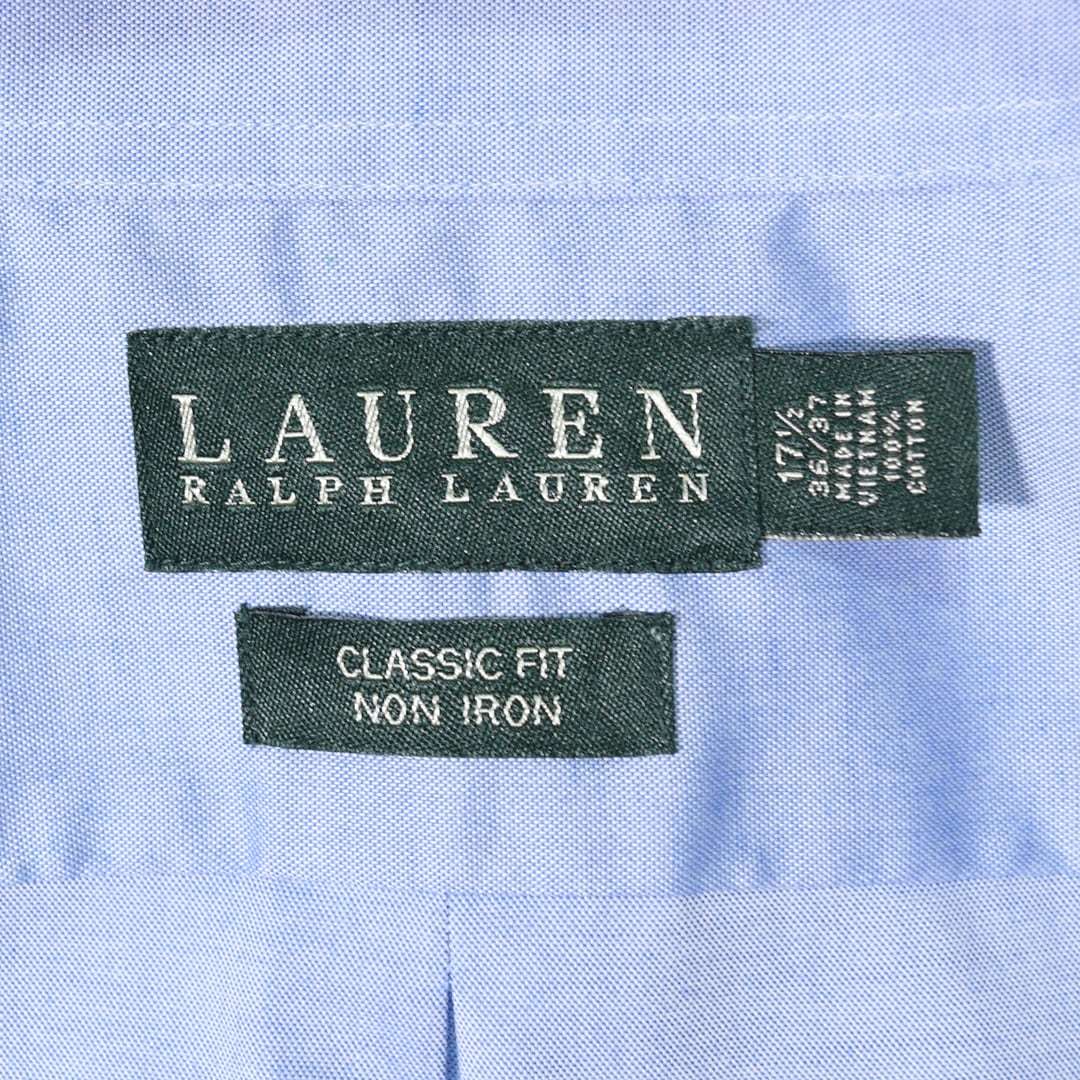 LAUREN
RALPH LAUREN
17½
36/37
MADE IN
VIETNAM
100%
COTTON
CLASSIC FIT
NON IRON